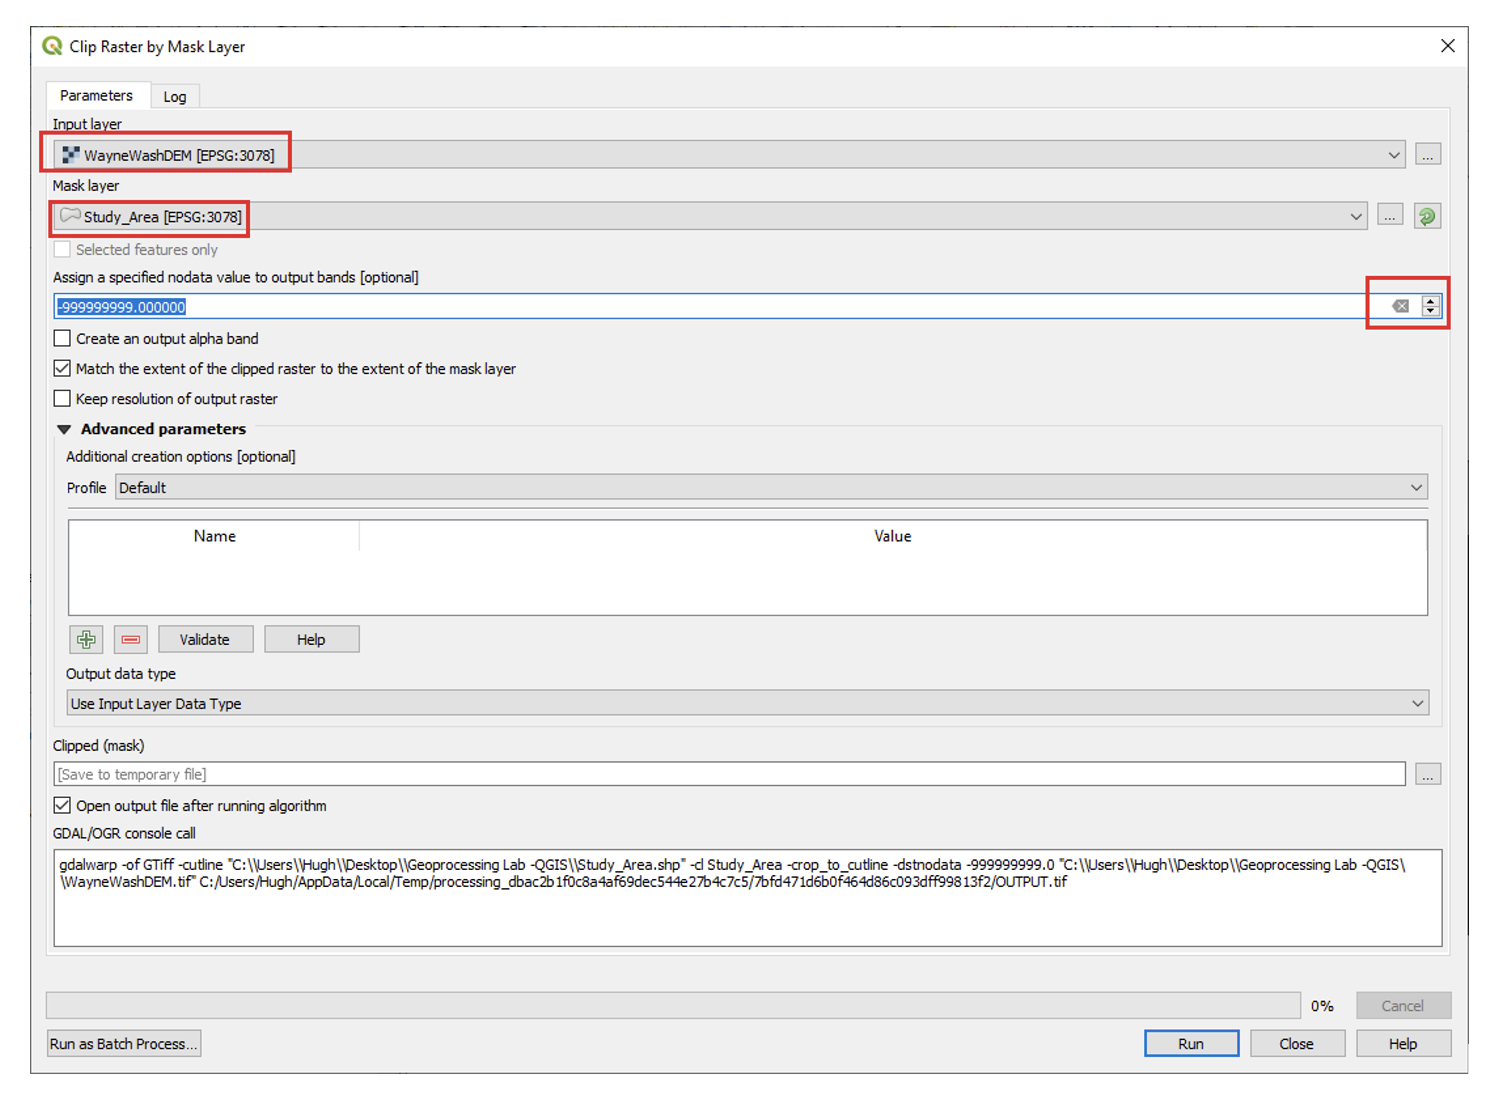 Clip Raster by Mask Layer
Parameters
Log
Input layer
WayneWashDEM [EPSG:3078]
...
Mask layer
Study_Area [EPSG:3078]
...
Selected features only
Assign a specified nodata value to output bands [optional]
-999999999.000000
Create an output alpha band
Match the extent of the clipped raster to the extent of the mask layer
Keep resolution of output raster
Advanced parameters
Additional creation options [optional]
Profile Default
Name Value
Validate Help
Output data type
Use Input Layer Data Type
Clipped (mask)
[Save to temporary file]
...
Open output file after running algorithm
GDAL/OGR console call
gdalwarp -of GTiff -cutline "C:\\Users\\Hugh\\Desktop\\Geoprocessing Lab -QGIS\\Study_Area.shp" -cl Study_Area -crop_to_cutline -dstnodata -999999999.0 "C:\\Users\\Hugh\\Desktop\\Geoprocessing Lab -QGIS\
\WayneWashDEM.tif" C:/Users/Hugh/AppData/Local/Temp/processing_dbac2b1f0c8a4af69dec544e27b4c7c5/7bfd471d6b0f464d86c093dff99813f2/OUTPUT.tif
0% Cancel
Run as Batch Process... Run Close Help